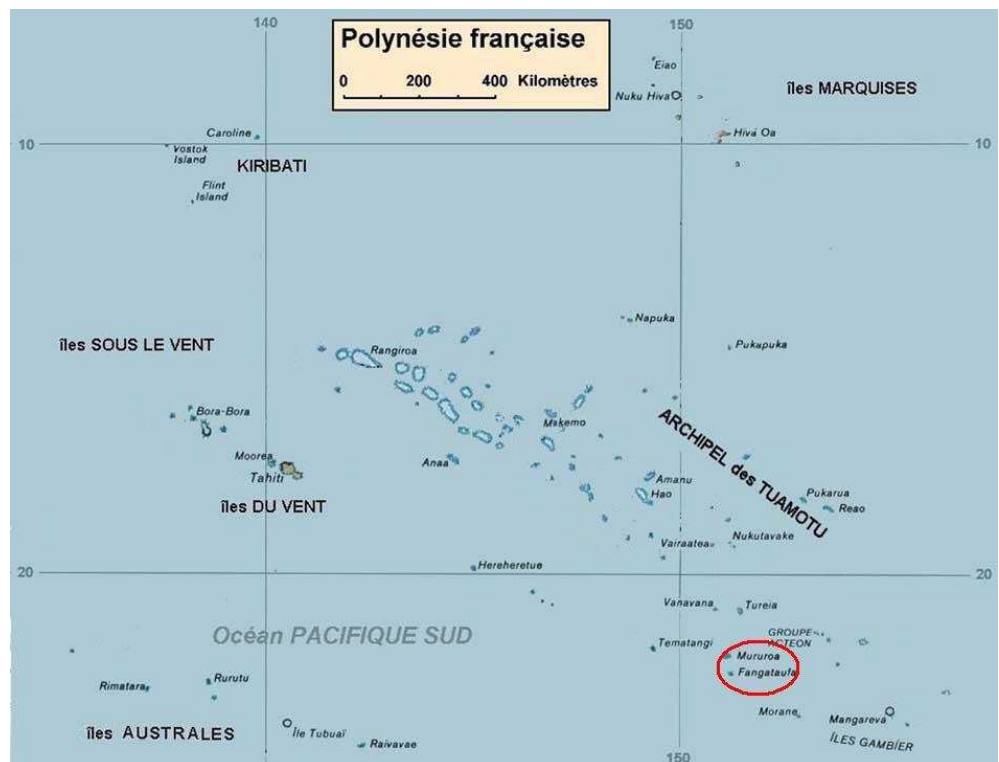 140
150
Polynésie française
0 200 400 Kilomètres
Eiao
Nuku Hiva
îles MARQUISES
Caroline
Hiva Oa
10
10
Vostok
Island
KIRIBATI
Flint
Island
Napuka
îles SOUS LE VENT
Rangiroa
Pukapuka
Bora-Bora
Makemo
ARCHIPEL des TUAMOTU
Moorea
Anaa
Tahiti
Amanu
Hao
Pukarua
Reao
îles DU VENT
Nukutavake
Vairaatea
Hereheretue
20
20
Vanavana
Tureia
Océan PACIFIQUE SUD
GROUPE
ACTEON
Tematangi
Mururoa
Fangataufa
Rurutu
Rimatara
Morane
Mangareva
îles AUSTRALES
Île Tubuaï
Raivavae
ÎLES GAMBIER
150
140